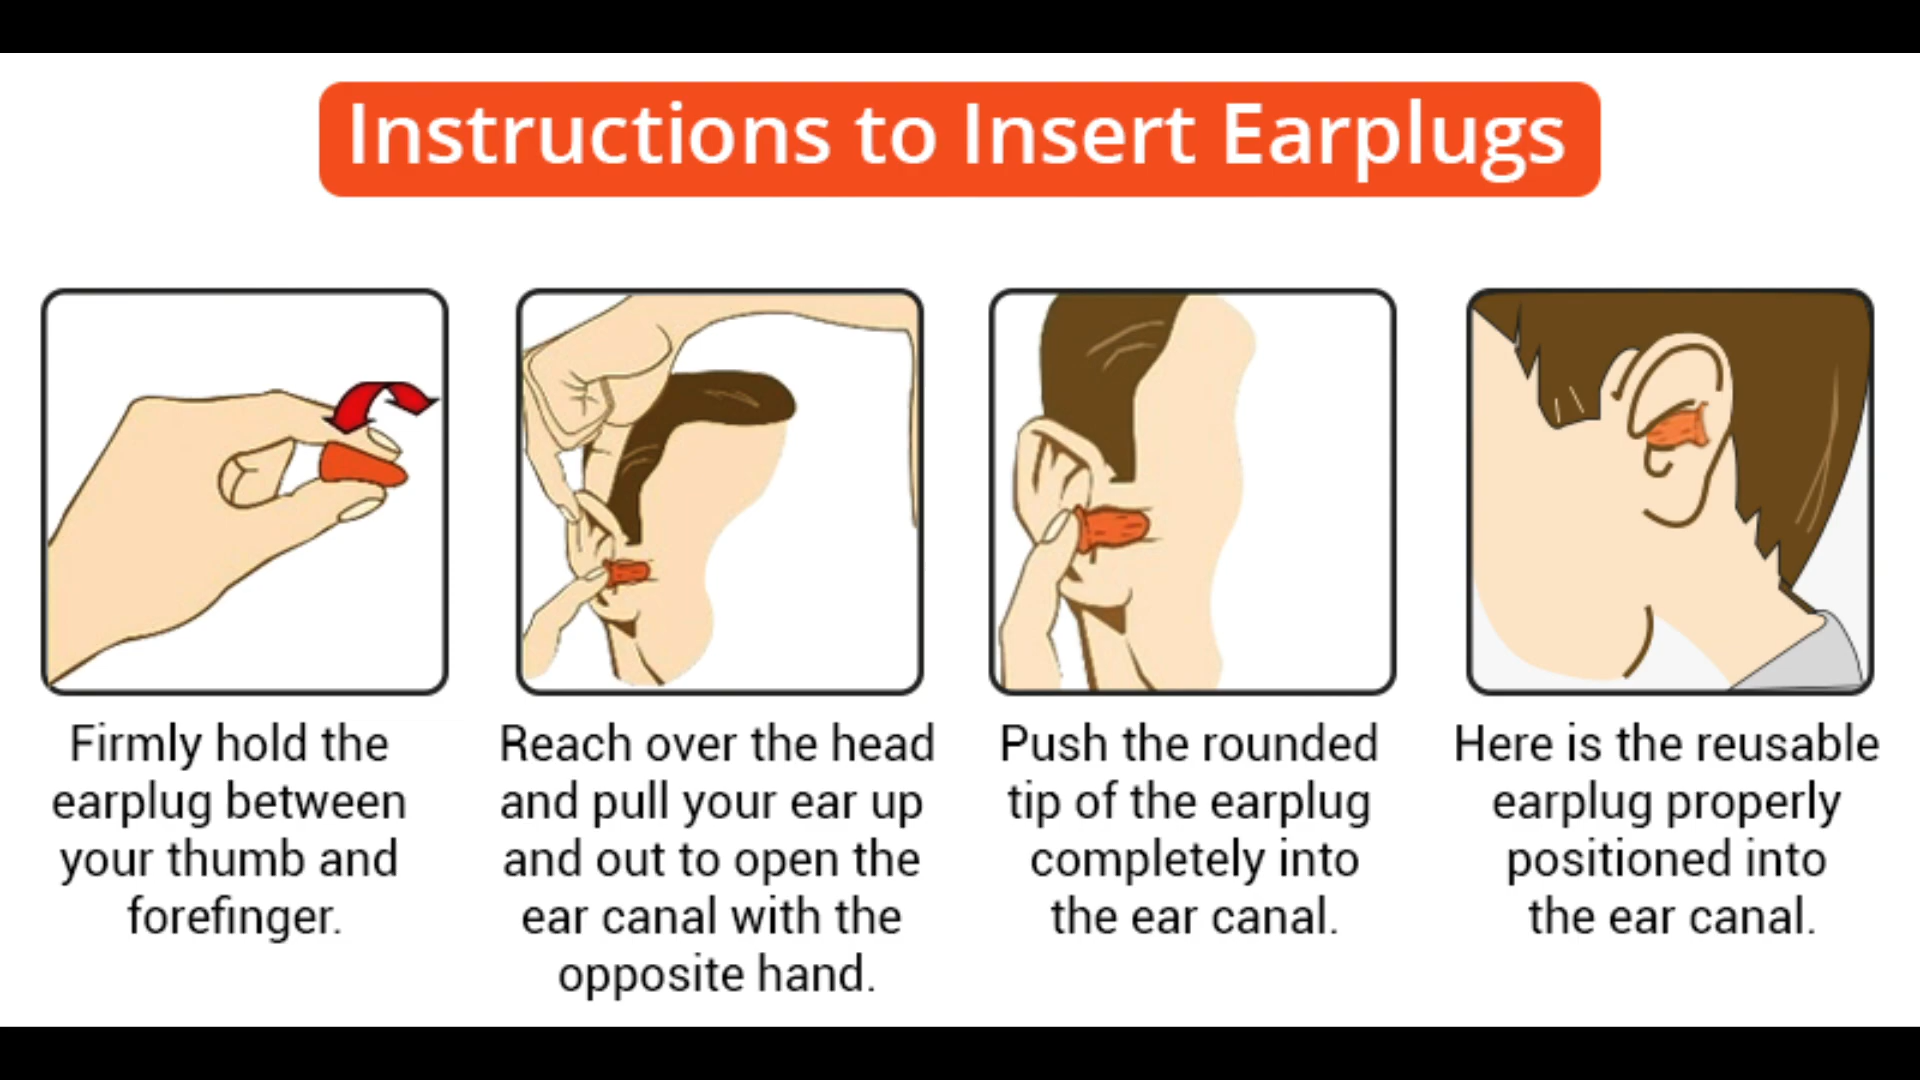 Instructions to Insert Earplugs
Firmly hold the
earplug between
your thumb and
forefinger.
Reach over the head
and pull your ear up
and out to open the
ear canal with the
opposite hand.
Push the rounded
tip of the earplug
completely into
the ear canal.
Here is the reusable
earplug properly
positioned into
the ear canal.